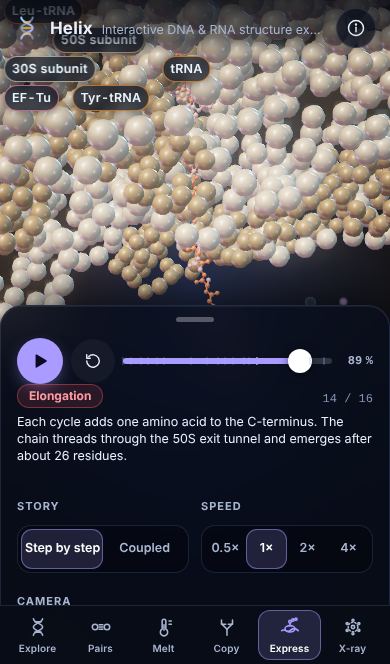 Leu-tRNA
Helix Interactive DNA & RNA structure ex…
50S subunit
30S subunit tRNA
EF-Tu Tyr-tRNA
89 %
Elongation 14 / 16
Each cycle adds one amino acid to the C-terminus. The
chain threads through the 50S exit tunnel and emerges after
about 26 residues.
STORY SPEED
Step by step Coupled 0.5× 1× 2× 4×
CAMERA
Explore Pairs Melt Copy Express X-ray